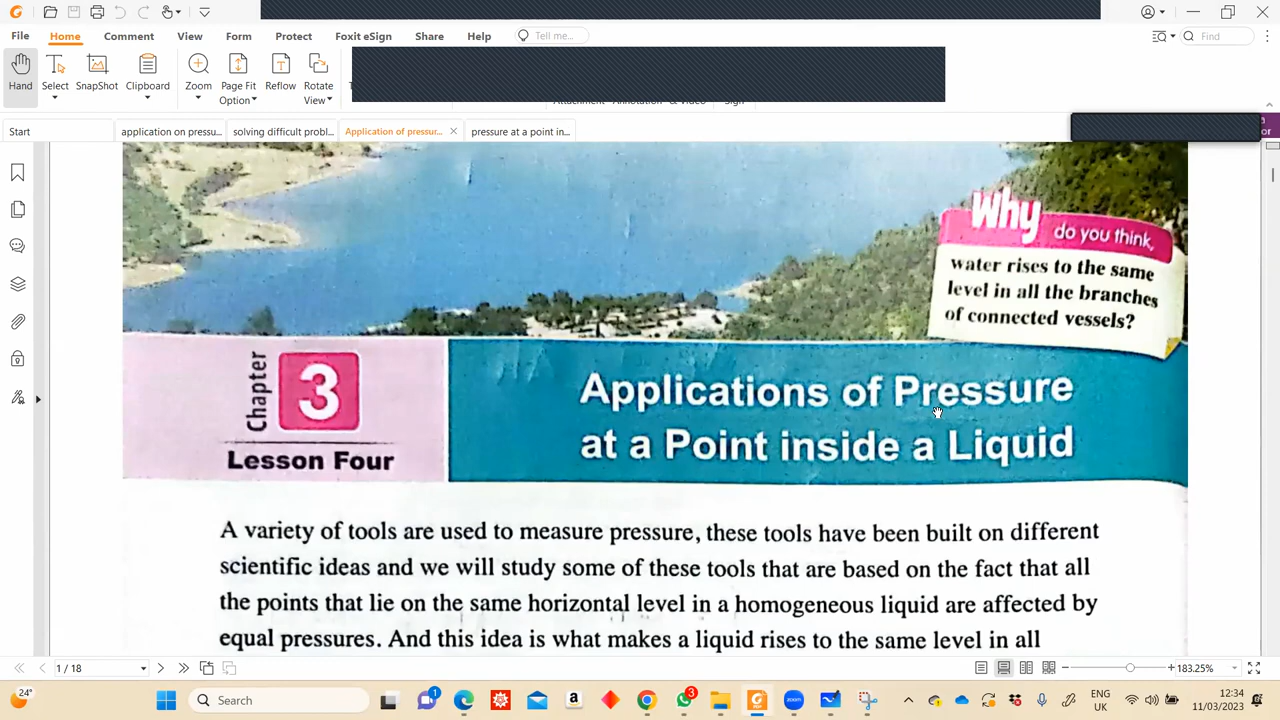 File
Home
Comment
View
Form
Protect
Foxit eSign
Share
Help
Tell me...
Find
Hand
Select
SnapShot
Clipboard
Zoom
Page Fit
Option
Reflow
Rotate
View
Start
application on pressu...
solving difficult probl...
Application of pressur...
pressure at a point in...
Why
do you think,
water rises to the same
level in all the branches
of connected vessels?
Chapter
3
Lesson Four
Applications of Pressure
at a Point inside a Liquid
A variety of tools are used to measure pressure, these tools have been built on different
scientific ideas and we will study some of these tools that are based on the fact that all
the points that lie on the same horizontal level in a homogeneous liquid are affected by
equal pressures. And this idea is what makes a liquid rises to the same level in all
1 / 18
183.25%
24°
Search
1
3
zoom
ENG
UK
12:34
11/03/2023